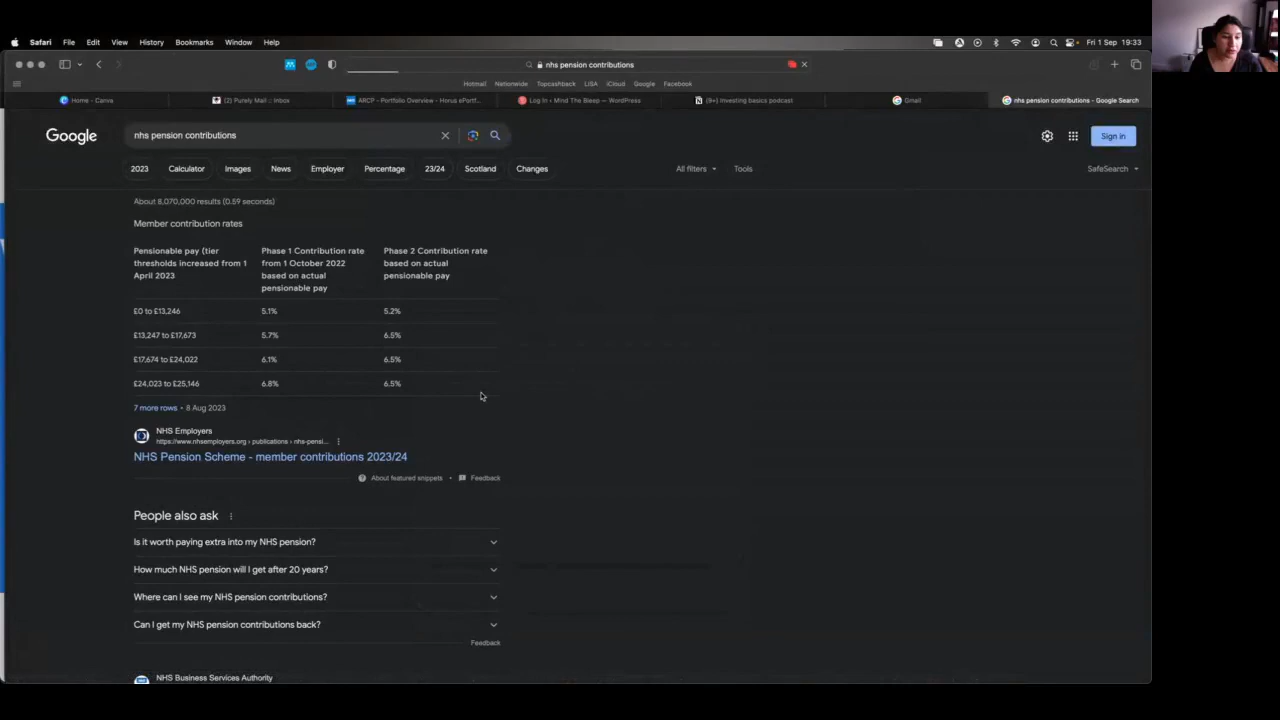 Safari File Edit View History Bookmarks Window Help Fri 1 Sep 19:33
nhs pension contributions
Hotmail Nationwide Topcashback LISA iCloud Google Facebook
Home - Canva (2) Purely Mail :: Inbox ARCP - Portfolio Overview - Horus ePortf... Log In ‹ Mind The Bleep — WordPress (9+) Investing basics podcast Gmail nhs pension contributions - Google Search
Google nhs pension contributions Sign in
2023 Calculator Images News Employer Percentage 23/24 Scotland Changes All filters Tools SafeSearch
About 8,070,000 results (0.59 seconds)
Member contribution rates
Pensionable pay (tier Phase 1 Contribution rate Phase 2 Contribution rate
thresholds increased from 1 from 1 October 2022 based on actual
April 2023 based on actual pensionable pay
pensionable pay
£0 to £13,246 5.1% 5.2%
£13,247 to £17,673 5.7% 6.5%
£17,674 to £24,022 6.1% 6.5%
£24,023 to £25,146 6.8% 6.5%
7 more rows • 8 Aug 2023
NHS Employers
https://www.nhsemployers.org › publications › nhs-pensi...
NHS Pension Scheme - member contributions 2023/24
About featured snippets • Feedback
People also ask
Is it worth paying extra into my NHS pension?
How much NHS pension will I get after 20 years?
Where can I see my NHS pension contributions?
Can I get my NHS pension contributions back?
Feedback
NHS Business Services Authority